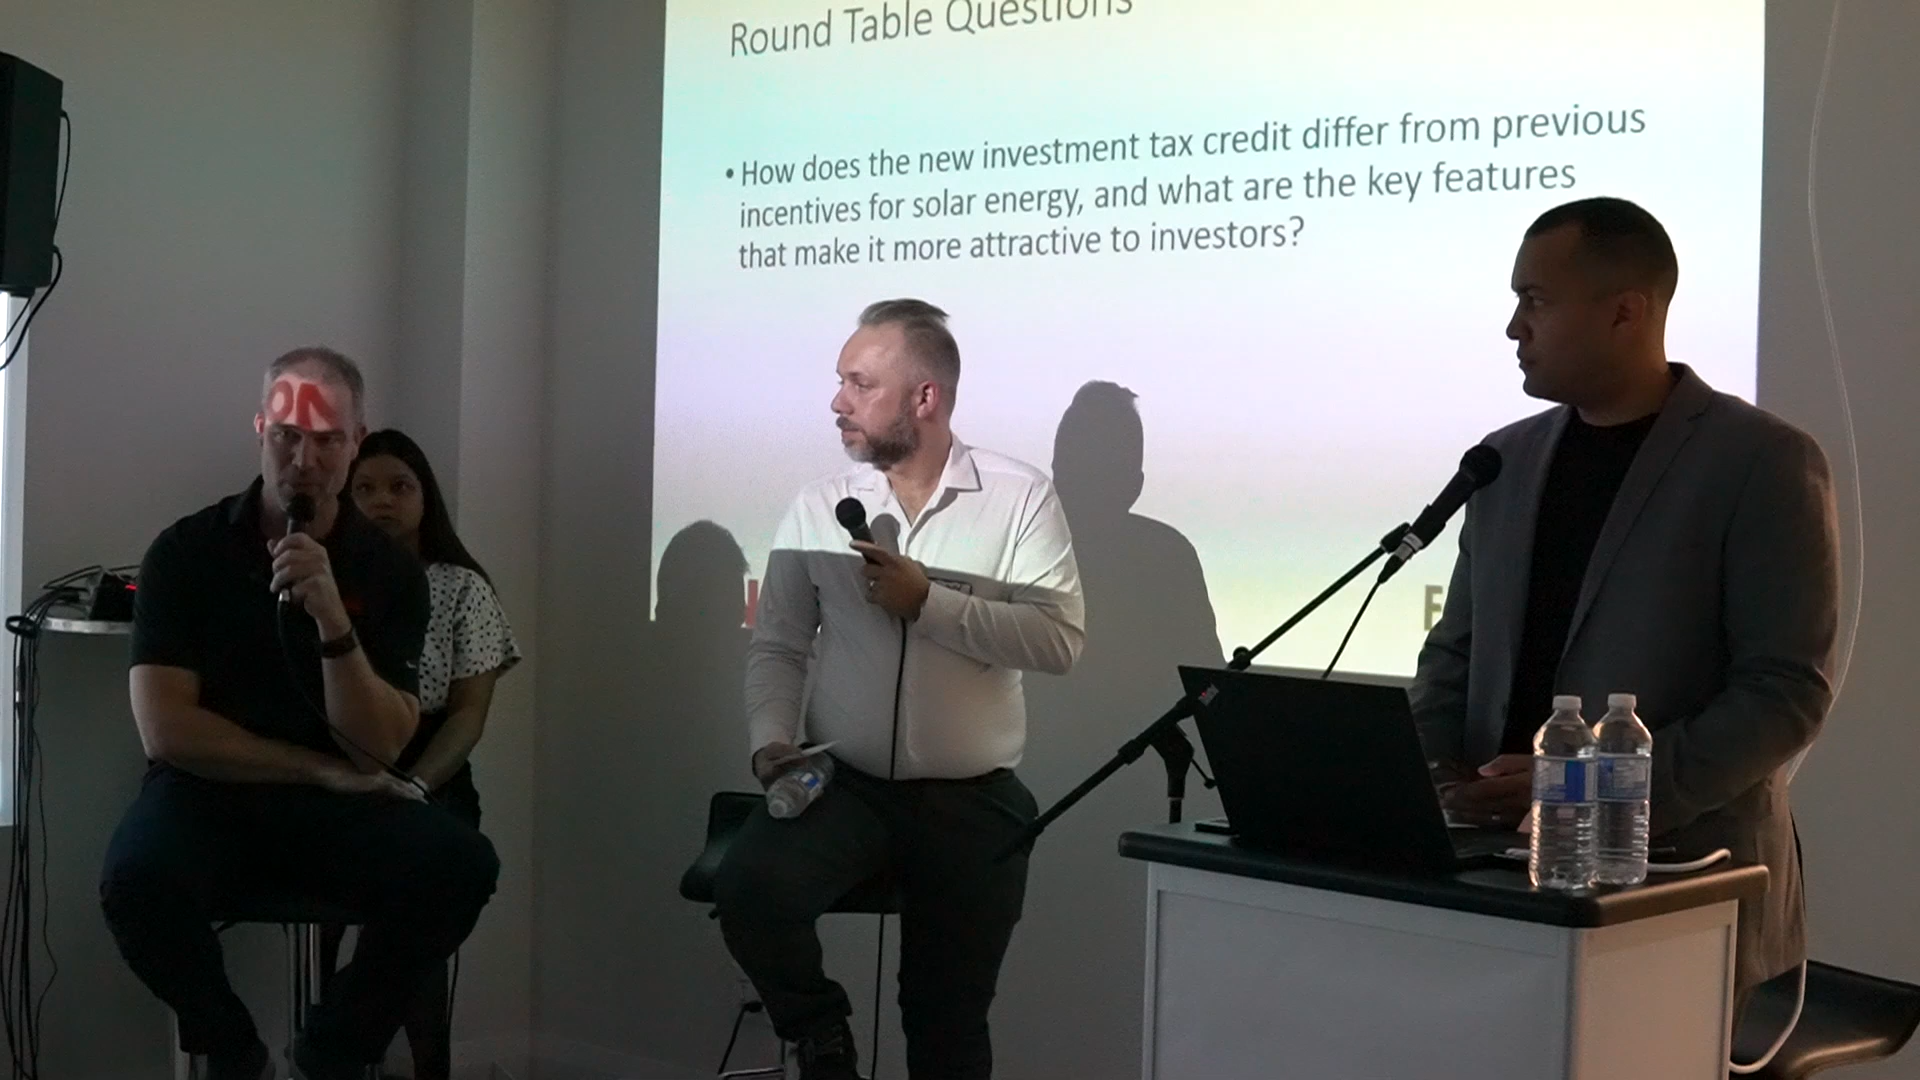 Round Table Questions
• How does the new investment tax credit differ from previous
incentives for solar energy, and what are the key features
that make it more attractive to investors?
ON
E